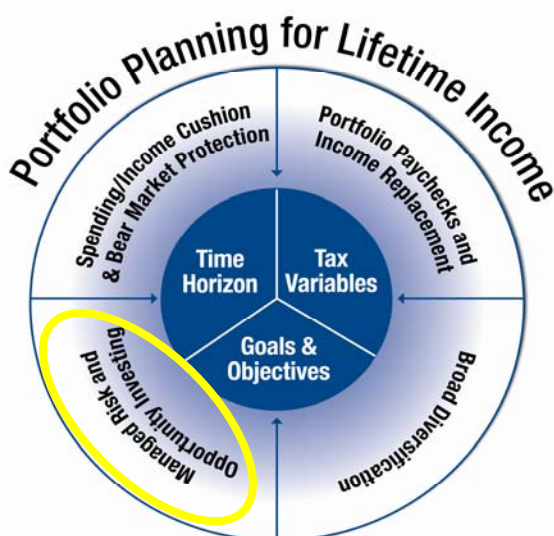 Portfolio Planning for Lifetime Income
Spending/Income Cushion
& Bear Market Protection
Portfolio Paychecks and
Income Replacement
Time
Horizon
Tax
Variables
Goals &
Objectives
Managed Risk and
Opportunity Investing
Broad Diversification